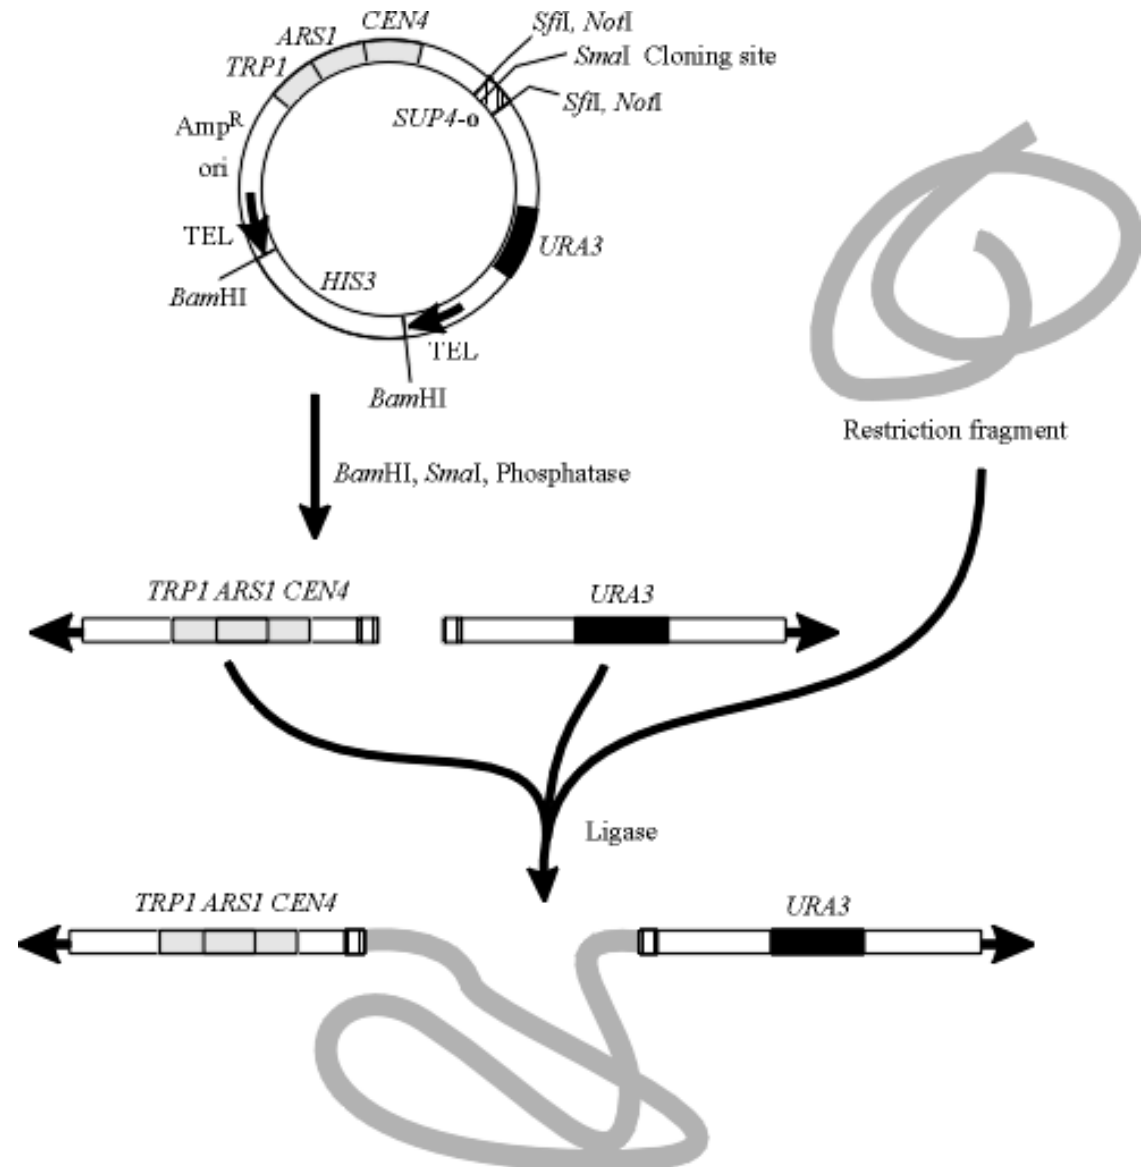 CEN4
SfiI, NotI
ARS1
SmaI Cloning site
TRP1
SfiI, NotI
SUP4-o
AmpR
ori
TEL
URA3
HIS3
BamHI
TEL
BamHI
Restriction fragment
BamHI, SmaI, Phosphatase
TRP1 ARS1 CEN4
URA3
Ligase
TRP1 ARS1 CEN4
URA3